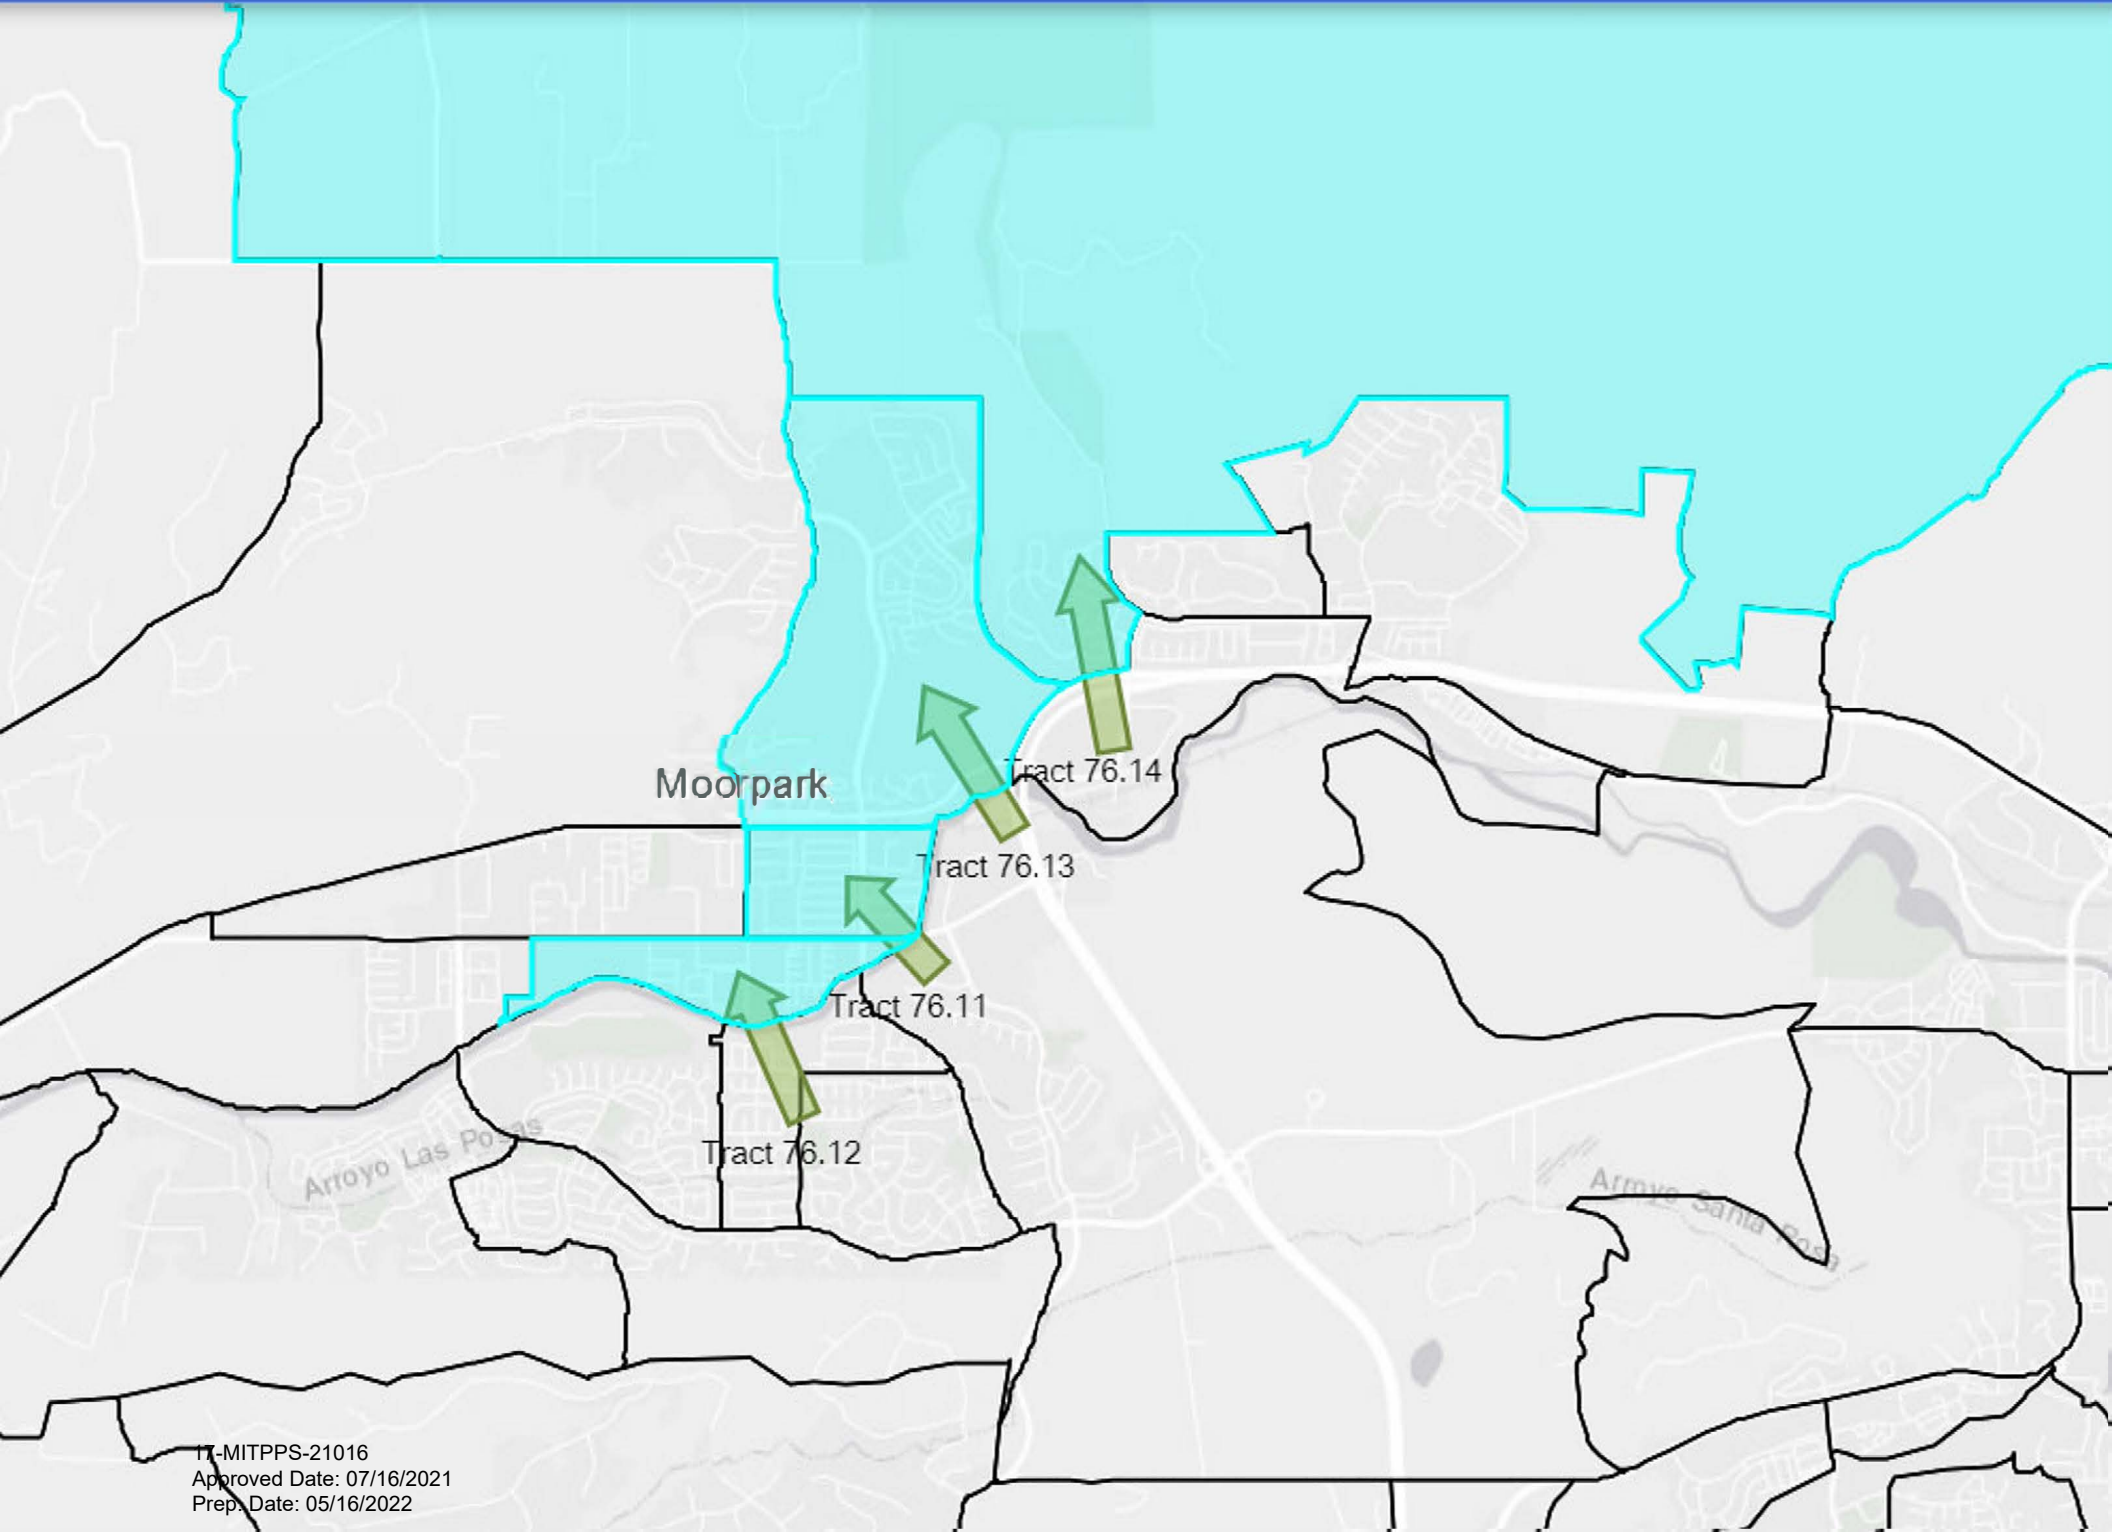 Tract 76.14
Moorpark
Tract 76.13
Tract 76.11
Arroyo Las Posas
Tract 76.12
Arroyo Santa Rosa
17-MITPPS-21016
Approved Date: 07/16/2021
Prep. Date: 05/16/2022